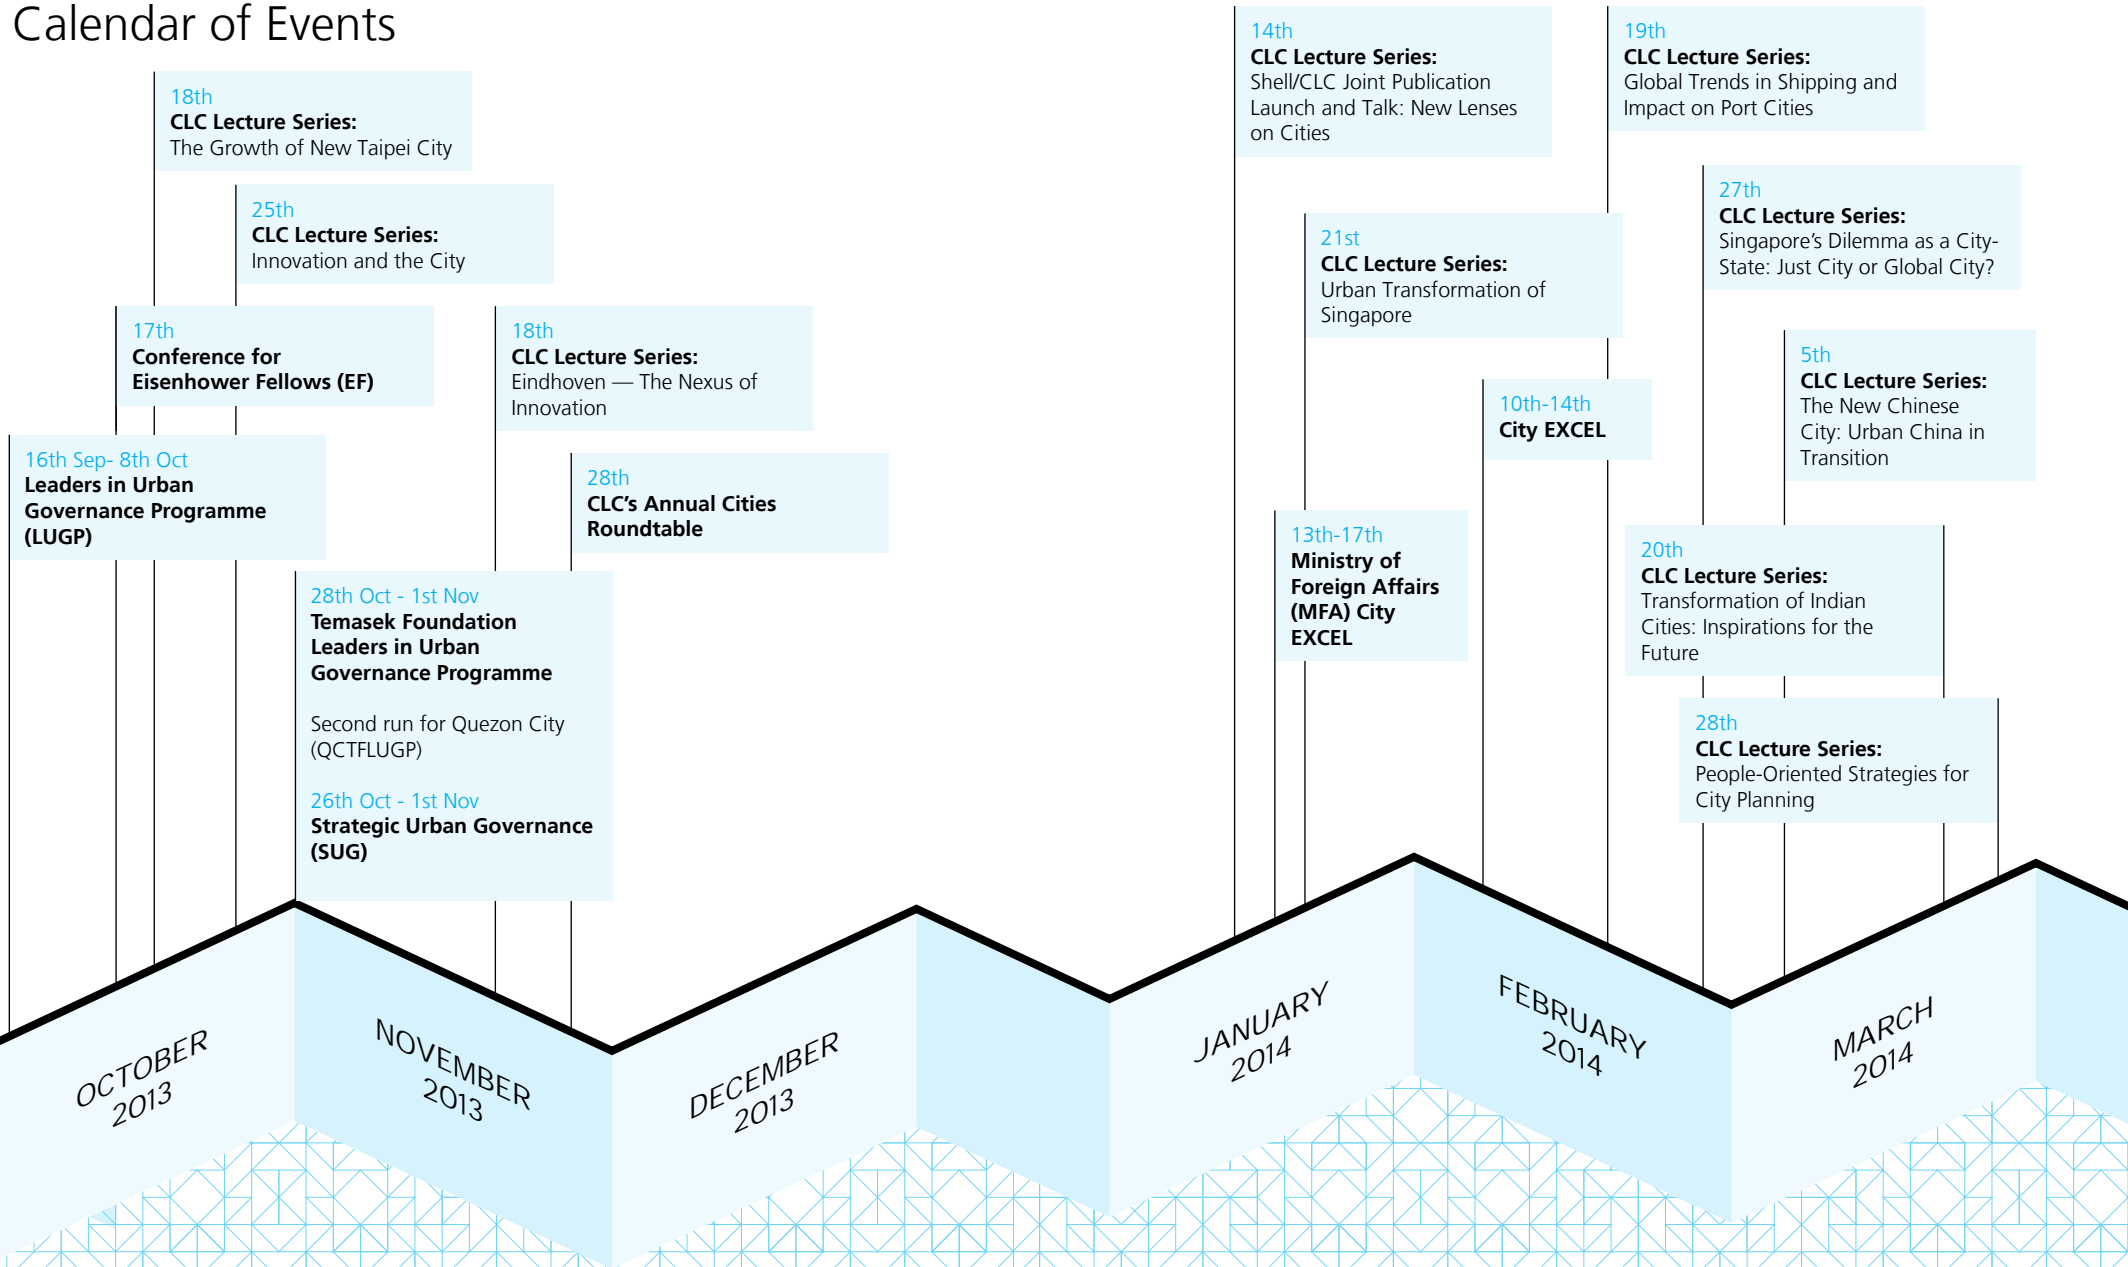 Calendar of Events
18th
CLC Lecture Series:
The Growth of New Taipei City
25th
CLC Lecture Series:
Innovation and the City
17th
Conference for
Eisenhower Fellows (EF)
16th Sep- 8th Oct
Leaders in Urban
Governance Programme
(LUGP)
28th Oct - 1st Nov
Temasek Foundation
Leaders in Urban
Governance Programme
Second run for Quezon City
(QCTFLUGP)
26th Oct - 1st Nov
Strategic Urban Governance
(SUG)
18th
CLC Lecture Series:
Eindhoven — The Nexus of
Innovation
28th
CLC’s Annual Cities
Roundtable
14th
CLC Lecture Series:
Shell/CLC Joint Publication
Launch and Talk: New Lenses
on Cities
21st
CLC Lecture Series:
Urban Transformation of
Singapore
13th-17th
Ministry of
Foreign Affairs
(MFA) City
EXCEL
10th-14th
City EXCEL
19th
CLC Lecture Series:
Global Trends in Shipping and
Impact on Port Cities
27th
CLC Lecture Series:
Singapore’s Dilemma as a City-
State: Just City or Global City?
5th
CLC Lecture Series:
The New Chinese
City: Urban China in
Transition
20th
CLC Lecture Series:
Transformation of Indian
Cities: Inspirations for the
Future
28th
CLC Lecture Series:
People-Oriented Strategies for
City Planning
OCTOBER
2013
NOVEMBER
2013
DECEMBER
2013
JANUARY
2014
FEBRUARY
2014
MARCH
2014